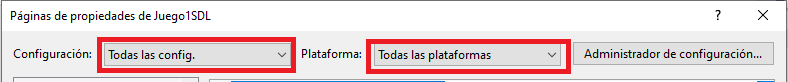 Páginas de propiedades de Juego1SDL ? ×
Configuración: Todas las config. Plataforma: Todas las plataformas Administrador de configuración...